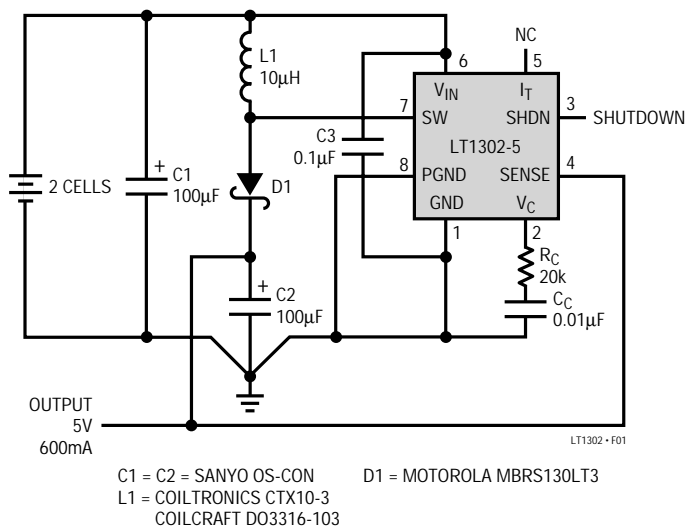 NC
6
5
L1
10µH
V_IN
I_T
7
SW
SHDN
3
SHUTDOWN
C3
0.1µF
LT1302-5
2 CELLS
+
C1
100µF
D1
8
PGND
SENSE
4
GND
V_C
1
2
R_C
20k
+
C2
100µF
C_C
0.01µF
OUTPUT
5V
600mA
LT1302 • F01
C1 = C2 = SANYO OS-CON
D1 = MOTOROLA MBRS130LT3
L1 = COILTRONICS CTX10-3
COILCRAFT DO3316-103